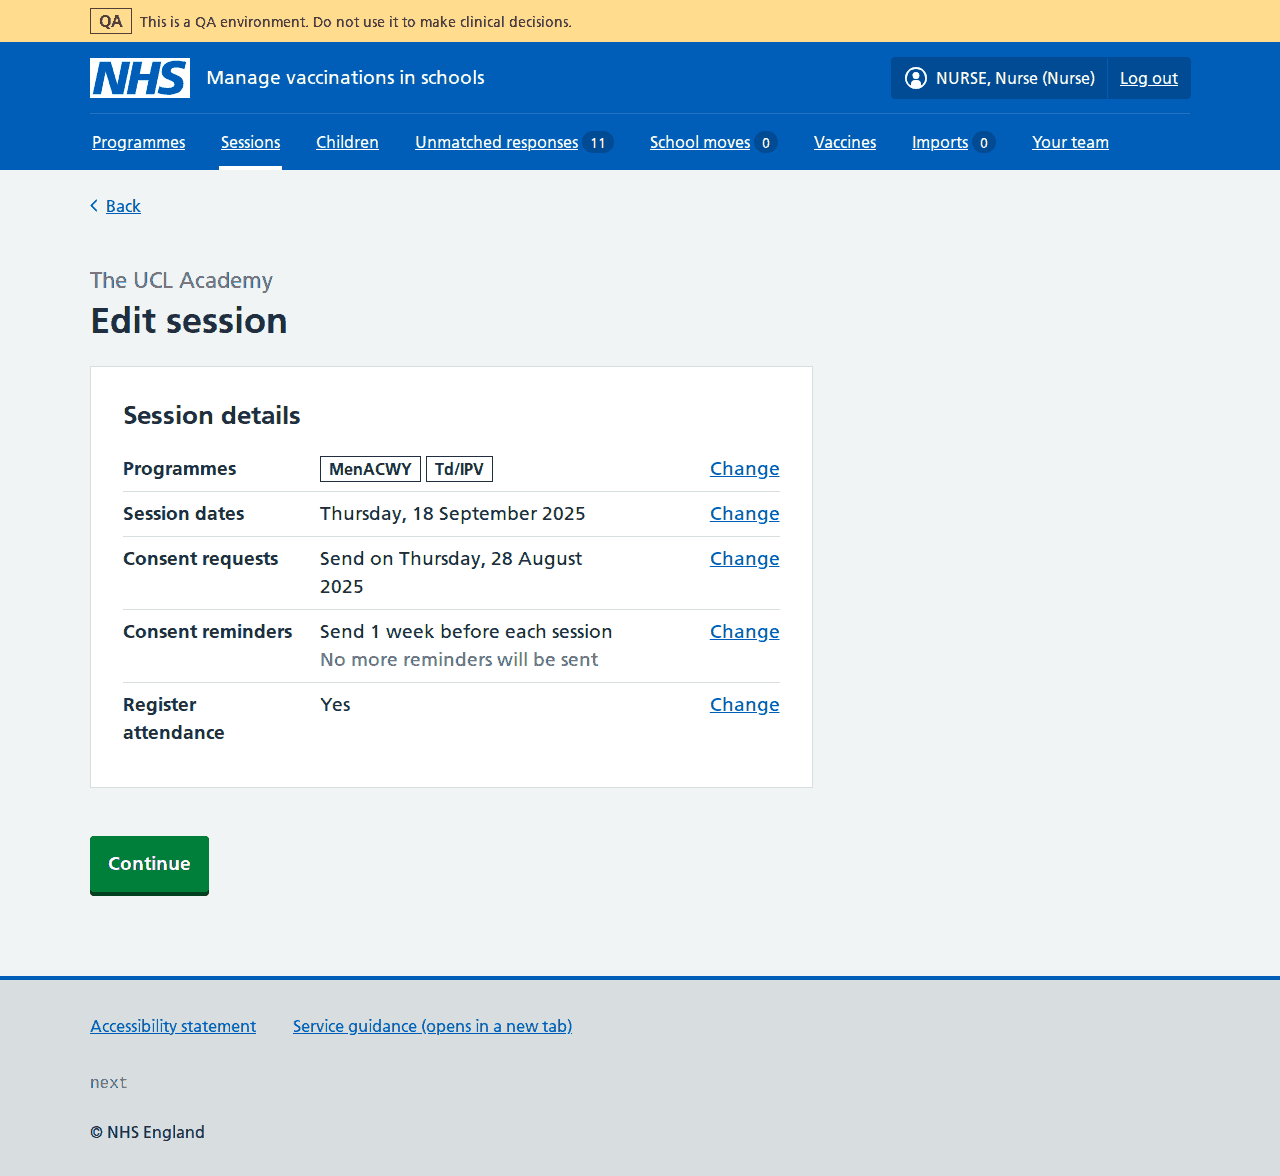 QA This is a QA environment. Do not use it to make clinical decisions.
NHS Manage vaccinations in schools NURSE, Nurse (Nurse) Log out
Programmes Sessions Children Unmatched responses 11 School moves 0 Vaccines Imports 0 Your team
Back
The UCL Academy
Edit session
Session details
Programmes MenACWY Td/IPV Change
Session dates Thursday, 18 September 2025 Change
Consent requests Send on Thursday, 28 August Change
2025
Consent reminders Send 1 week before each session Change
No more reminders will be sent
Register Yes Change
attendance
Continue
Accessibility statement Service guidance (opens in a new tab)
next
© NHS England